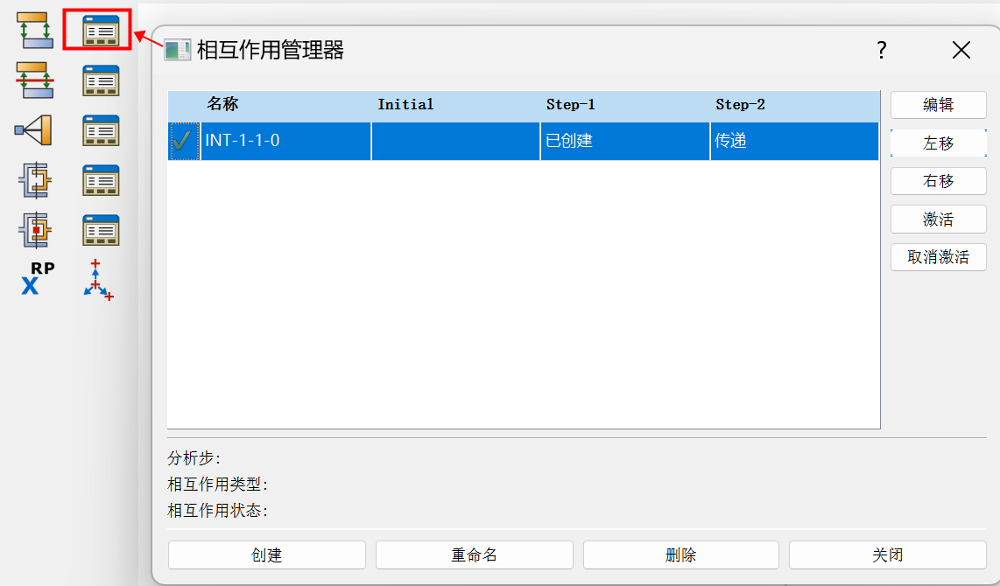 相互作用管理器
?
名称 Initial Step-1 Step-2
INT-1-1-0 已创建 传递
编辑
左移
右移
激活
取消激活
RP
X
分析步:
相互作用类型:
相互作用状态:
创建 重命名 删除 关闭